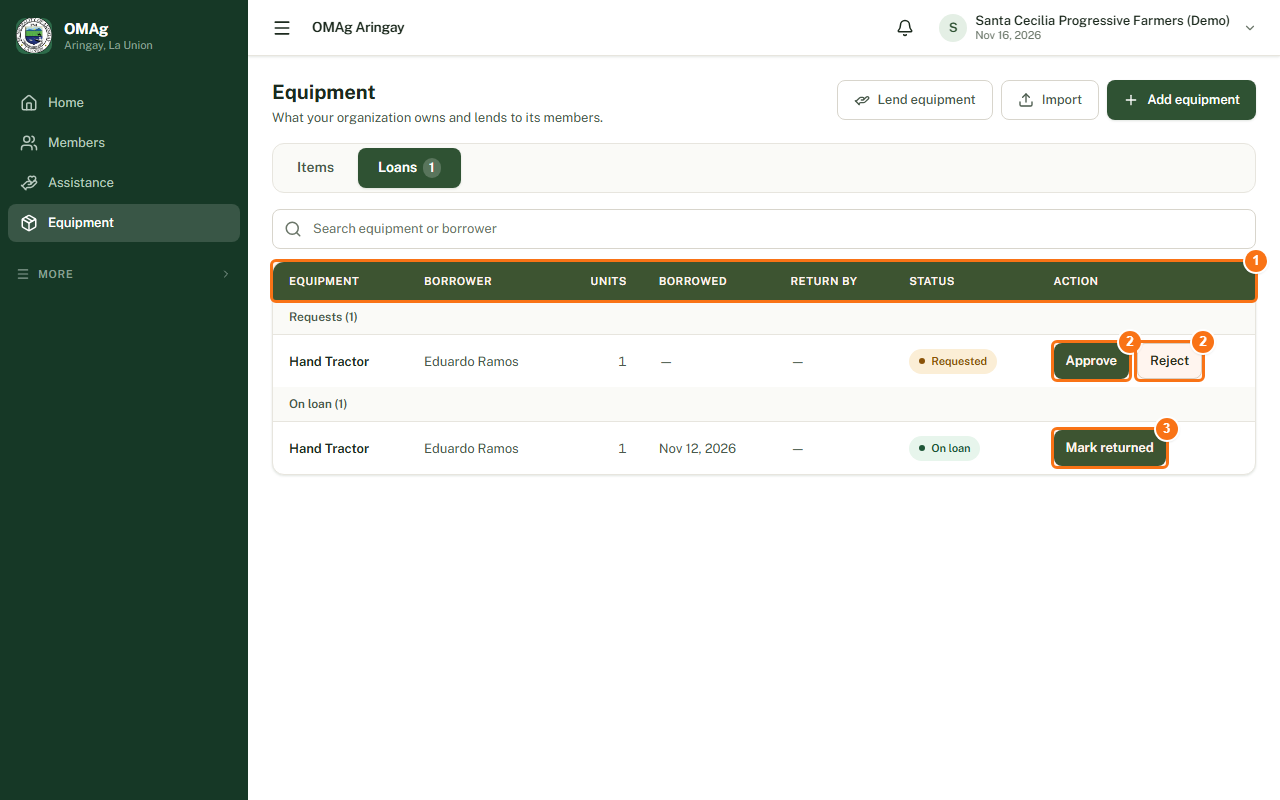 OMAg
Aringay, La Union
Home
Members
Assistance
Equipment
MORE
OMAg Aringay
S
Santa Cecilia Progressive Farmers (Demo)
Nov 16, 2026
Equipment
What your organization owns and lends to its members.
Lend equipment
Import
Add equipment
Items
Loans 1
Search equipment or borrower
1
EQUIPMENT BORROWER UNITS BORROWED RETURN BY STATUS ACTION
Requests (1)
2 2
Hand Tractor Eduardo Ramos 1 — — Requested Approve Reject
On loan (1)
3
Hand Tractor Eduardo Ramos 1 Nov 12, 2026 — On loan Mark returned